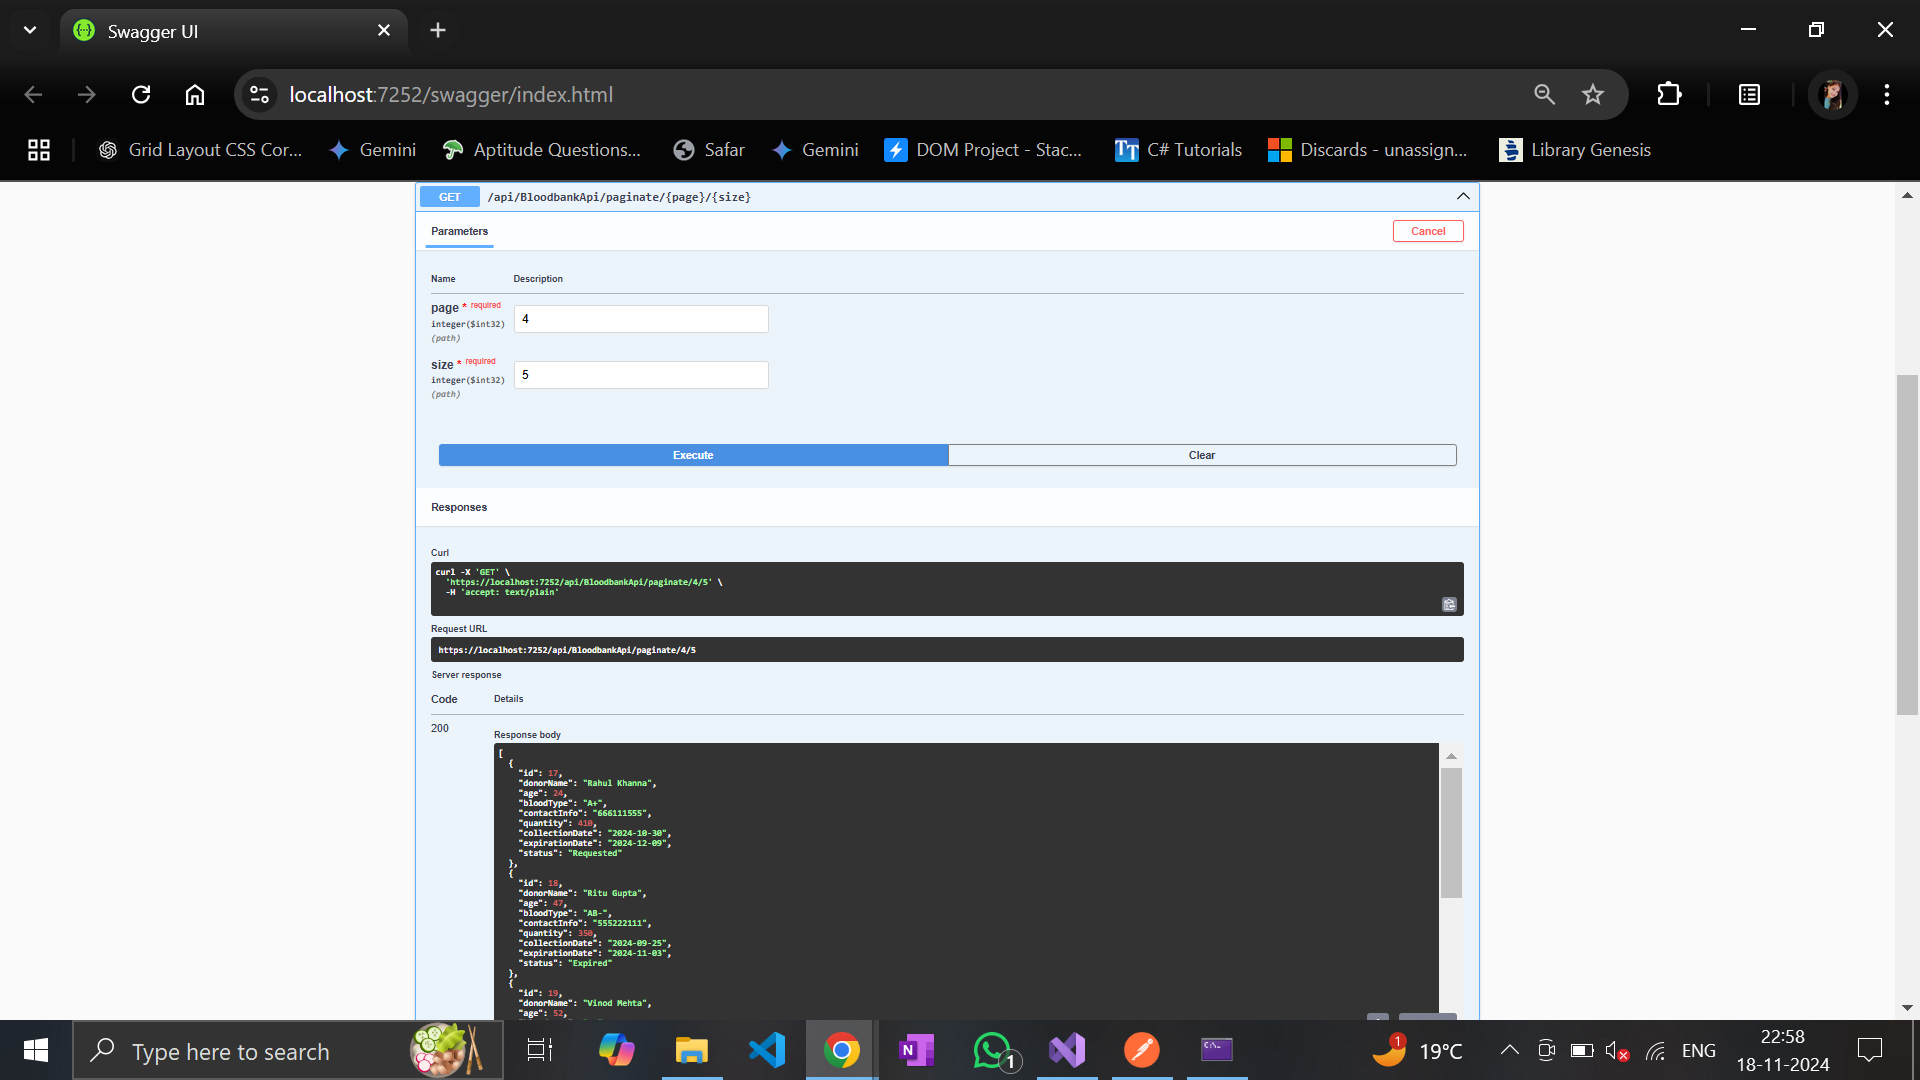 Swagger UI
localhost:7252/swagger/index.html
Grid Layout CSS Cor... Gemini Aptitude Questions... Safar Gemini DOM Project - Stac... C# Tutorials Discards - unassign... Library Genesis
GET /api/BloodbankApi/paginate/{page}/{size}
Parameters Cancel
Name Description
page * required
integer($int32) 4
(path)
size * required
integer($int32) 5
(path)
Execute Clear
Responses
Curl
curl -X 'GET' \
'https://localhost:7252/api/BloodbankApi/paginate/4/5' \
-H 'accept: text/plain'
Request URL
https://localhost:7252/api/BloodbankApi/paginate/4/5
Server response
Code Details
200
Response body
[
{
"id": 17,
"donorName": "Rahul Khanna",
"age": 24,
"bloodType": "A+",
"contactInfo": "666111555",
"quantity": 410,
"collectionDate": "2024-10-30",
"expirationDate": "2024-12-09",
"status": "Requested"
},
{
"id": 18,
"donorName": "Ritu Gupta",
"age": 47,
"bloodType": "AB-",
"contactInfo": "555222111",
"quantity": 350,
"collectionDate": "2024-09-25",
"expirationDate": "2024-11-03",
"status": "Expired"
},
{
"id": 19,
"donorName": "Vinod Mehta",
"age": 52,
Type here to search 1 1 19°C ENG 22:58
18-11-2024